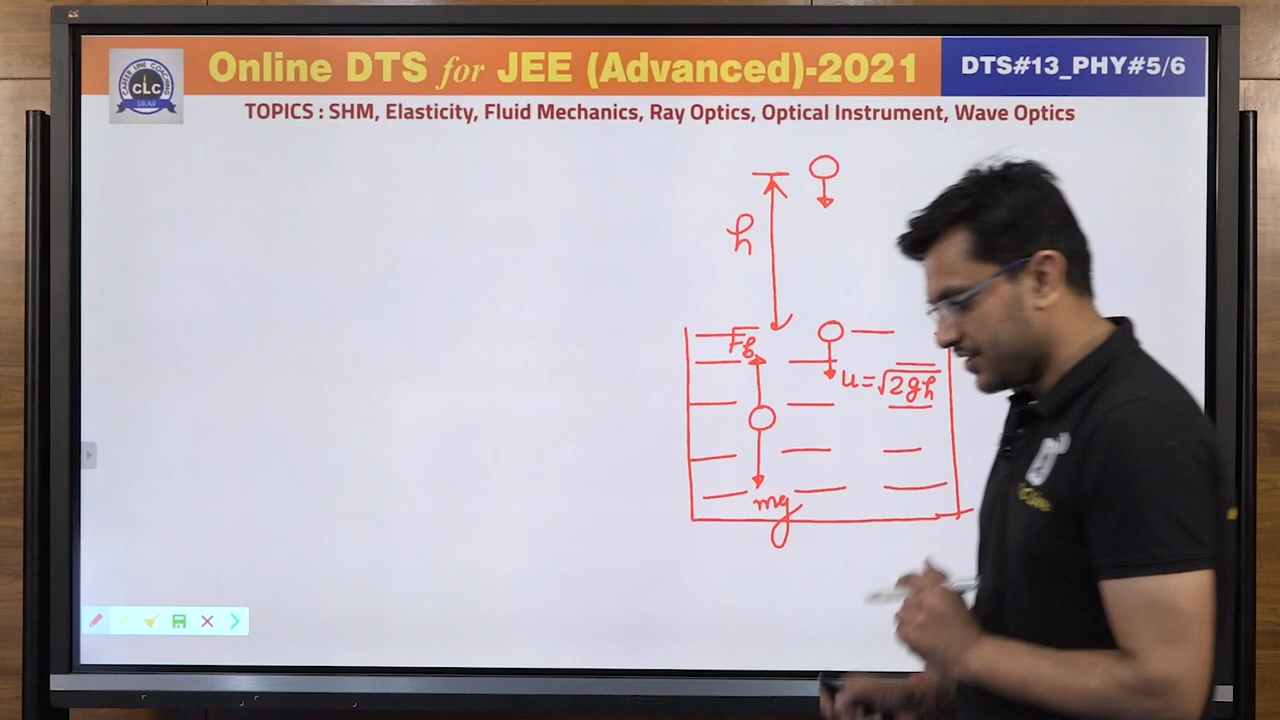 Online DTS for JEE (Advanced)-2021
DTS#13_PHY#5/6
CAREER LINE COACHING
CLC
SIKAR
TOPICS : SHM, Elasticity, Fluid Mechanics, Ray Optics, Optical Instrument, Wave Optics
h
F_b
u=√2gh
mg